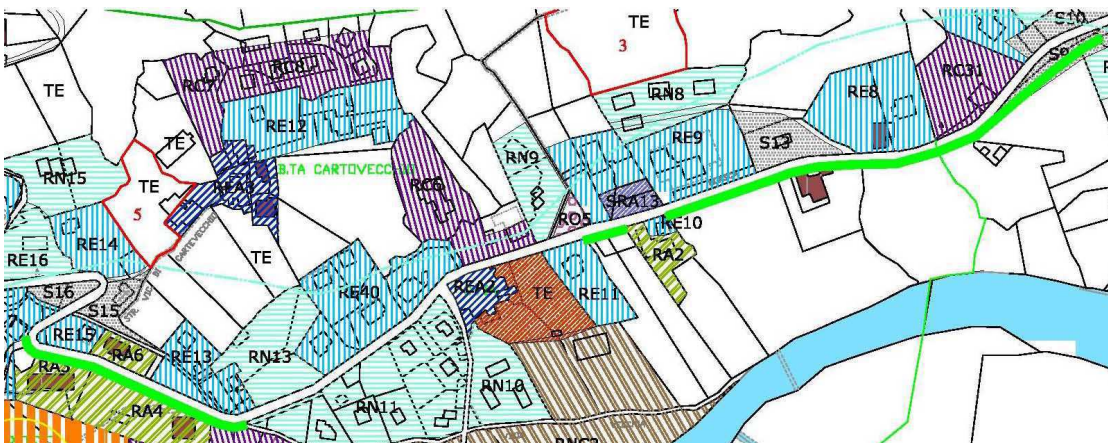 TE
3
S10
S9
RC8
RC7
RC31
TE
RN8
RE8
RE12
TE
RE9
S13
RN9
RN15
B.TA CARTOVECCHIO
TE
RC6
SRA13
5
RO5
RE10
RE14
TE
RA2
RE16
S16
RE40
REA2
TE
RE11
S15
RE15
RA6
RE13
RN13
RA4
RN10
RN11